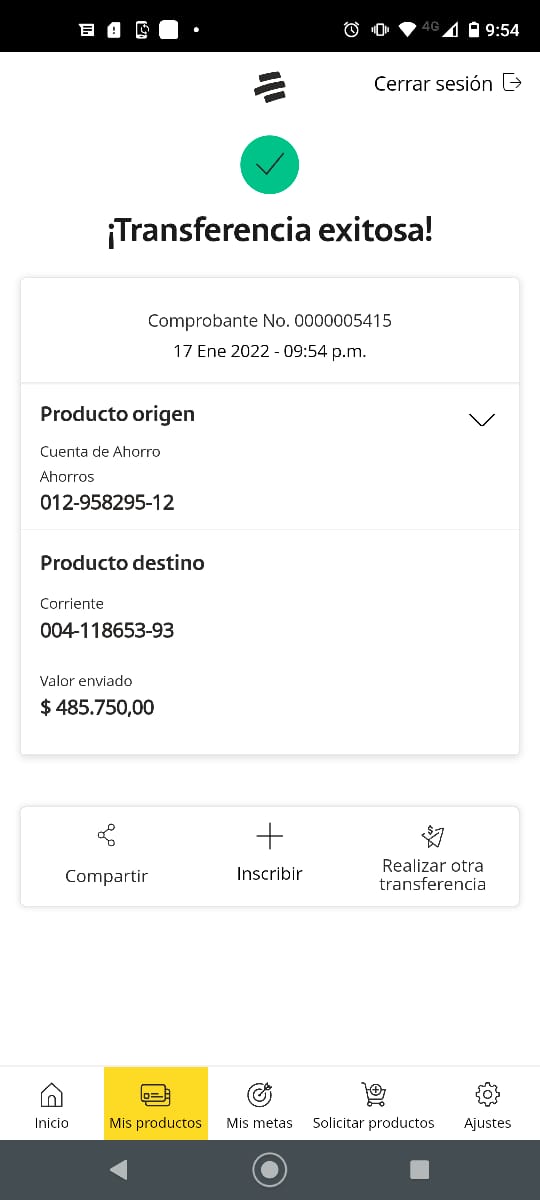 4G 9:54
Cerrar sesión
¡Transferencia exitosa!
Comprobante No. 0000005415
17 Ene 2022 - 09:54 p.m.
Producto origen
Cuenta de Ahorro
Ahorros
012-958295-12
Producto destino
Corriente
004-118653-93
Valor enviado
$ 485.750,00
Compartir
Inscribir
Realizar otra
transferencia
Inicio
Mis productos
Mis metas
Solicitar productos
Ajustes